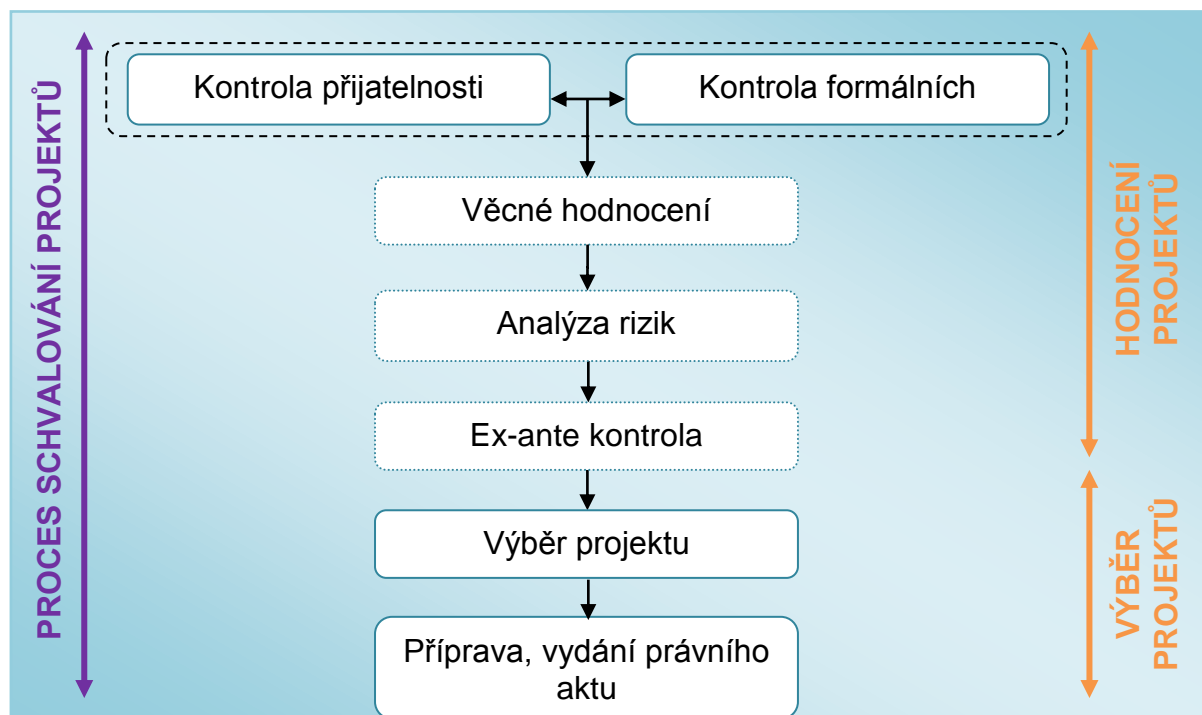 PROCES SCHVALOVÁNÍ PROJEKTŮ
Kontrola přijatelnosti
Kontrola formálních
Věcné hodnocení
Analýza rizik
Ex-ante kontrola
Výběr projektu
Příprava, vydání právního
aktu
HODNOCENÍ
PROJEKTŮ
VÝBĚR
PROJEKTŮ